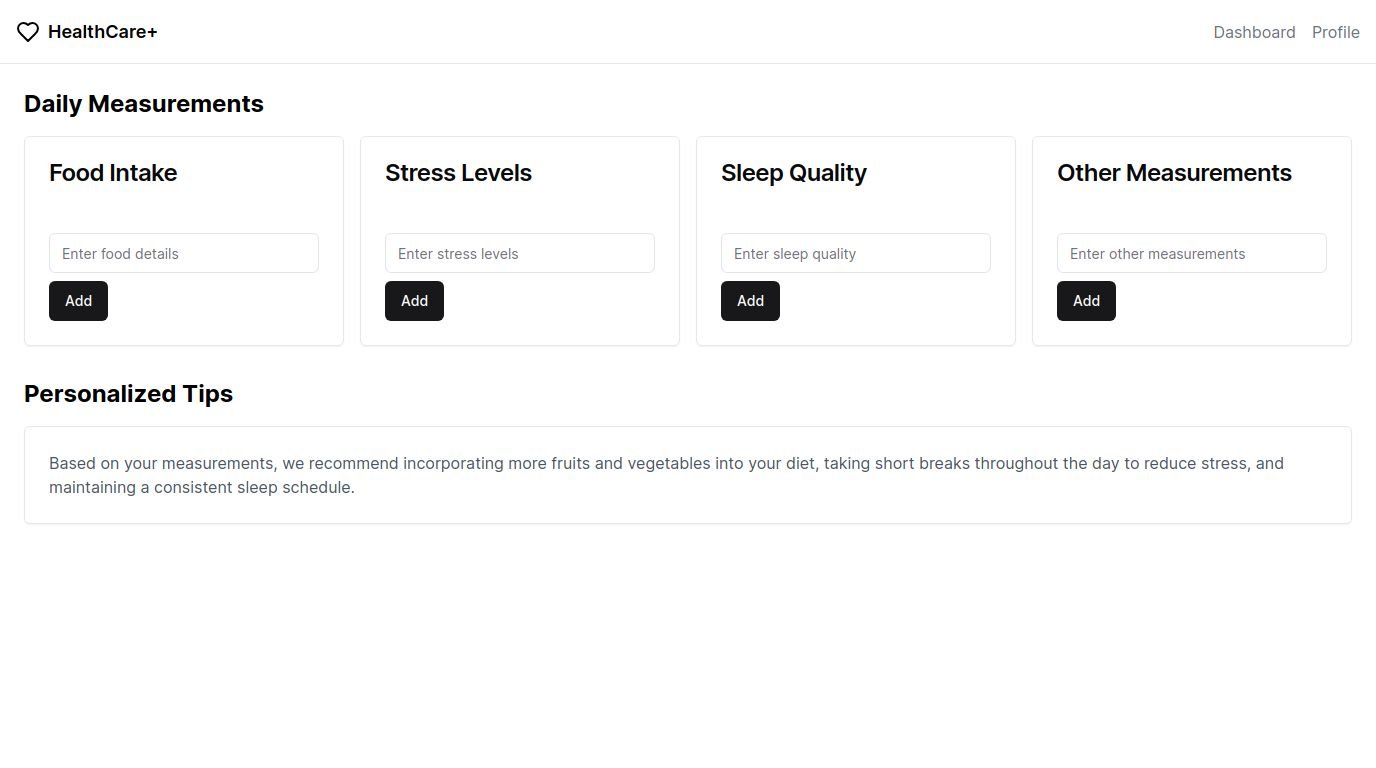 HealthCare+
Dashboard Profile
Daily Measurements
Food Intake
Enter food details
Add
Stress Levels
Enter stress levels
Add
Sleep Quality
Enter sleep quality
Add
Other Measurements
Enter other measurements
Add
Personalized Tips
Based on your measurements, we recommend incorporating more fruits and vegetables into your diet, taking short breaks throughout the day to reduce stress, and
maintaining a consistent sleep schedule.